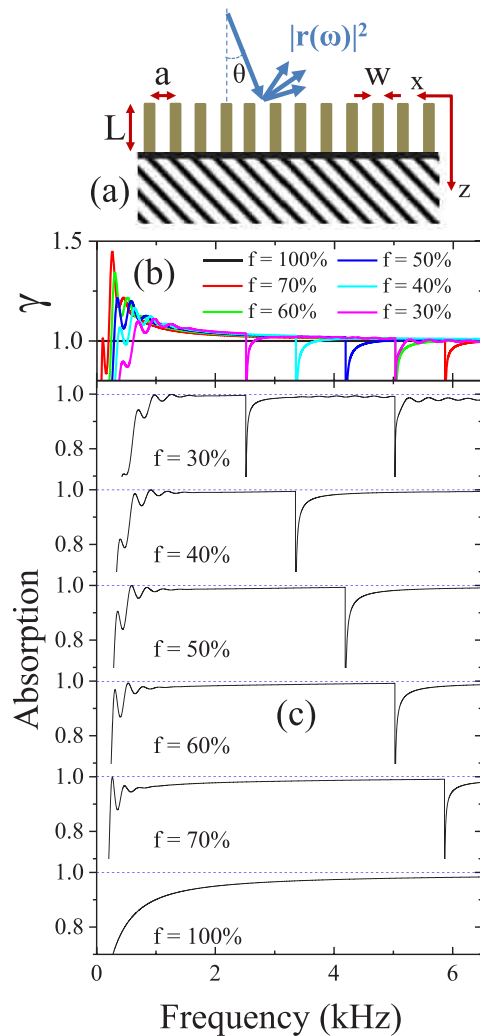 |r(ω)|²
θ
a
w
x
L
z
(a)
1.5
(b)
f = 100%
f = 50%
f = 70%
f = 40%
f = 60%
f = 30%
γ
1.0
1.0
f = 30%
0.8
1.0
f = 40%
0.8
1.0
f = 50%
0.8
1.0
f = 60%
(c)
0.8
1.0
f = 70%
0.8
1.0
f = 100%
0.8
Absorption
0
2
4
6
Frequency (kHz)